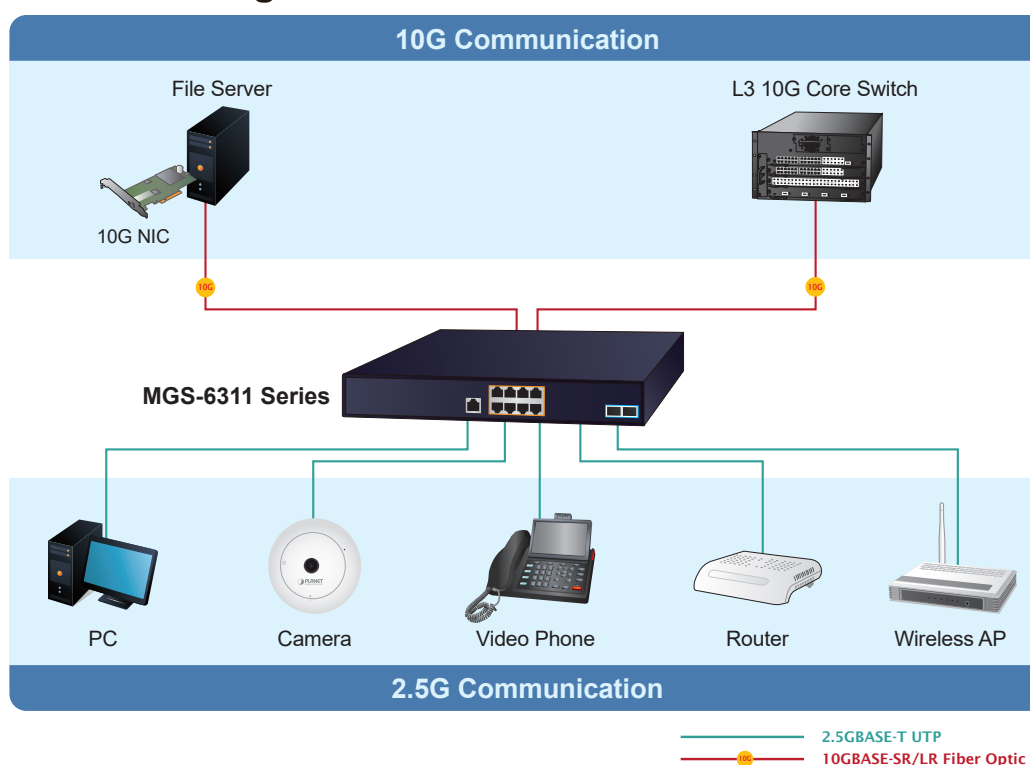 10G Communication
File Server
L3 10G Core Switch
10G NIC
10G
10G
MGS-6311 Series
PLANET
PC
Camera
Video Phone
Router
Wireless AP
2.5G Communication
2.5GBASE-T UTP
10G
10GBASE-SR/LR Fiber Optic